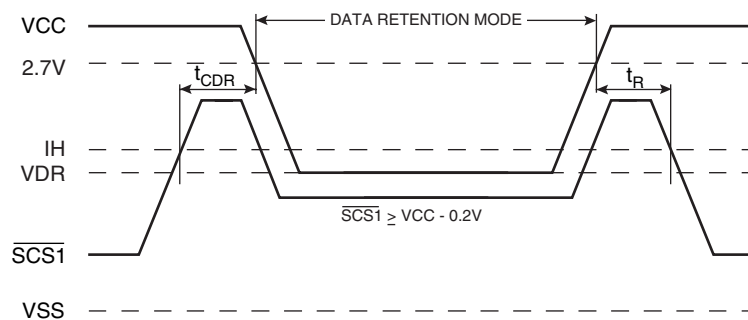 VCC
DATA RETENTION MODE
2.7V
tCDR
tR
IH
VDR
SCS1 ≥ VCC - 0.2V
SCS1
VSS